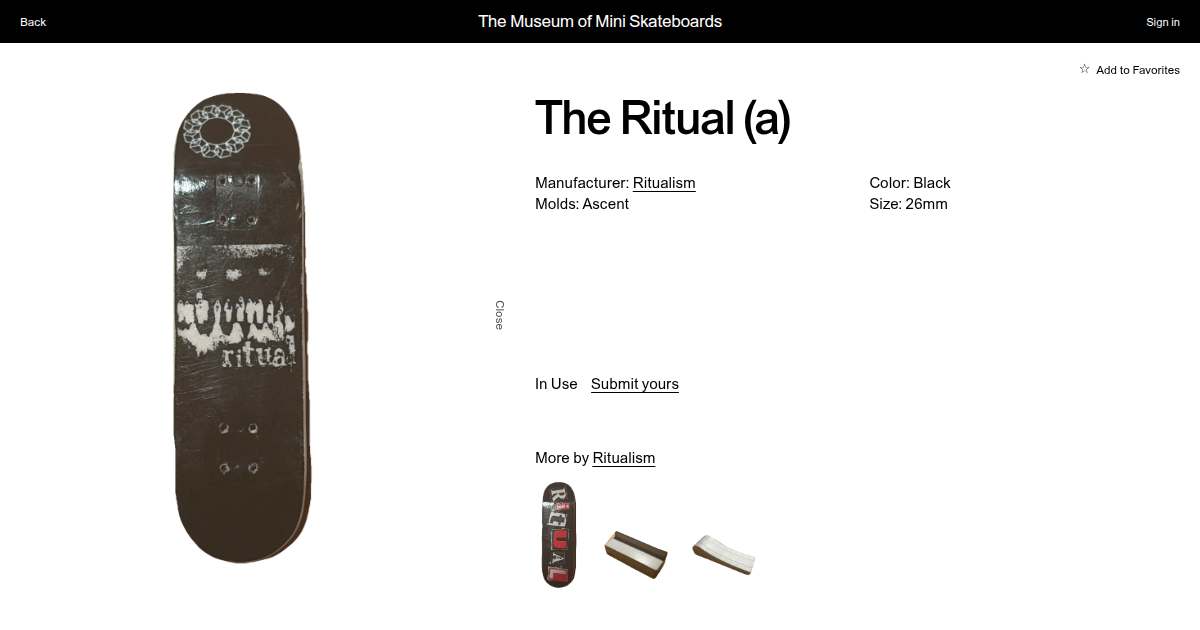 Back
The Museum of Mini Skateboards
Sign in
☆ Add to Favorites
The Ritual (a)
Manufacturer: Ritualism
Molds: Ascent
Color: Black
Size: 26mm
ritual
Close
In Use Submit yours
More by Ritualism
RITUAL